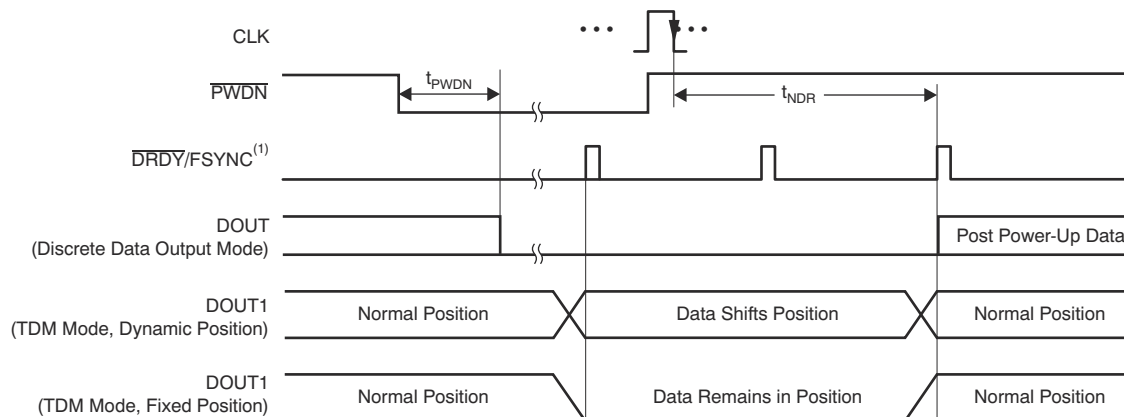 CLK
PWDN
tPWDN
tNDR
DRDY/FSYNC(1)
DOUT
(Discrete Data Output Mode)
Post Power-Up Data
DOUT1
(TDM Mode, Dynamic Position)
Normal Position
Data Shifts Position
Normal Position
DOUT1
(TDM Mode, Fixed Position)
Normal Position
Data Remains in Position
Normal Position